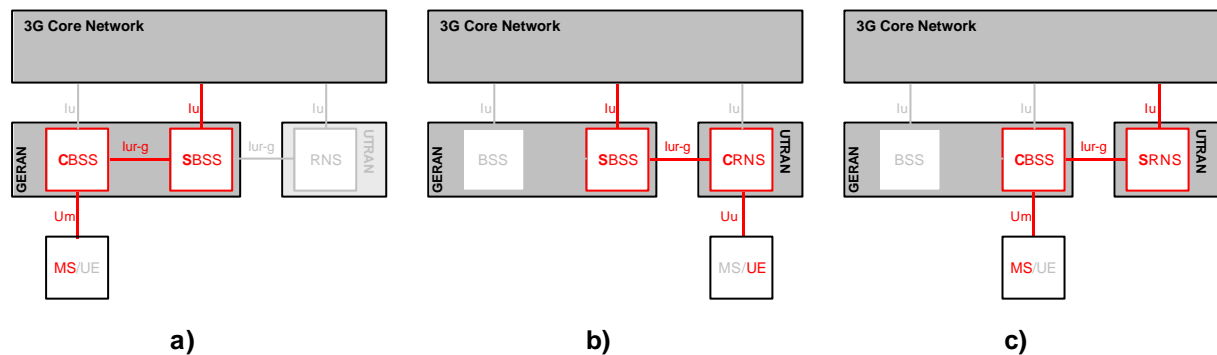 3G Core Network
Iu
Iu
Iu
GERAN
CBSS
Iur-g
SBSS
Iur-g
RNS
UTRAN
Um
MS/UE
a)
3G Core Network
Iu
Iu
GERAN
BSS
SBSS
Iur-g
CRNS
UTRAN
Uu
MS/UE
b)
3G Core Network
Iu
Iu
Iu
GERAN
BSS
CBSS
Iur-g
SRNS
UTRAN
Um
MS/UE
c)